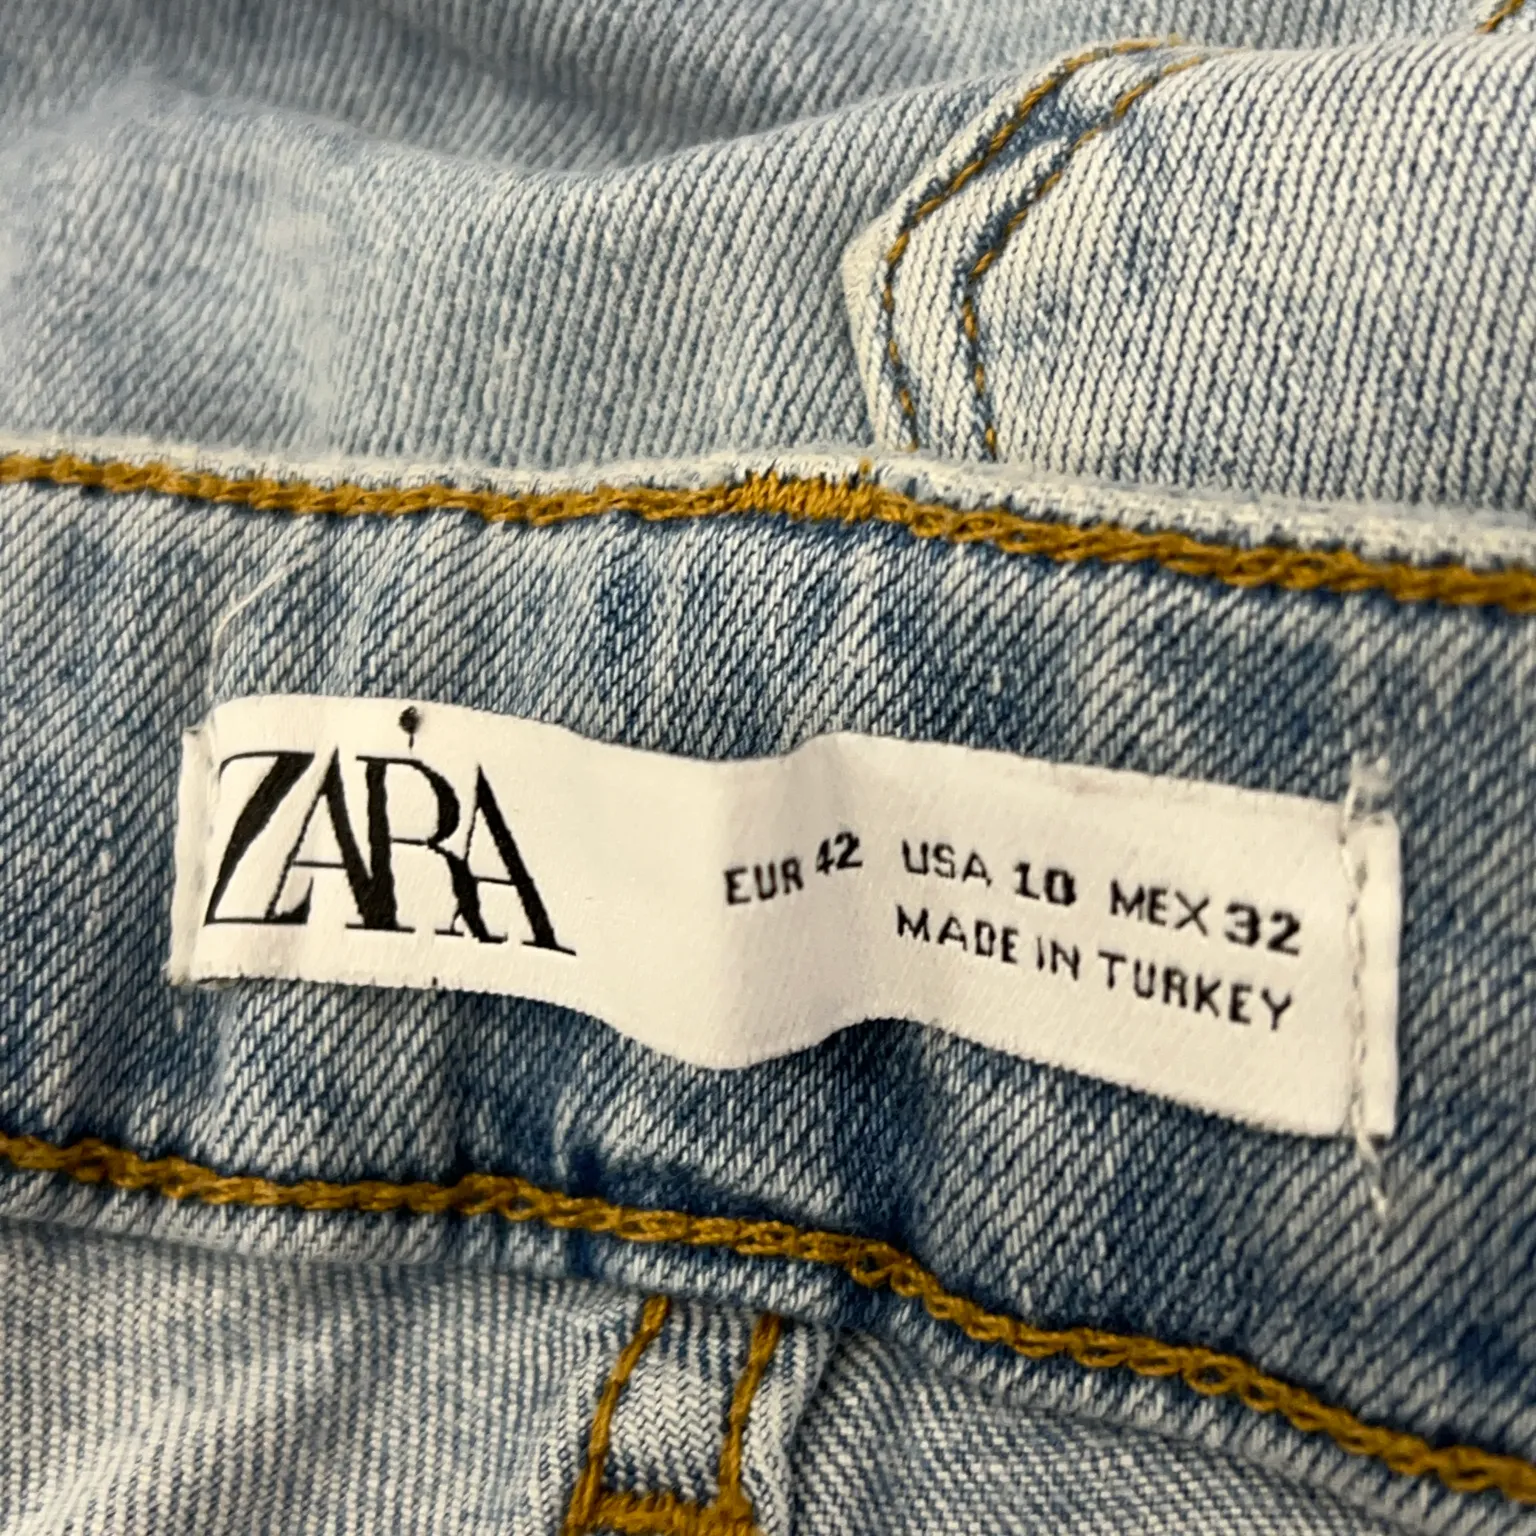 ZARA
EUR 42 USA 10 MEX 32
MADE IN TURKEY